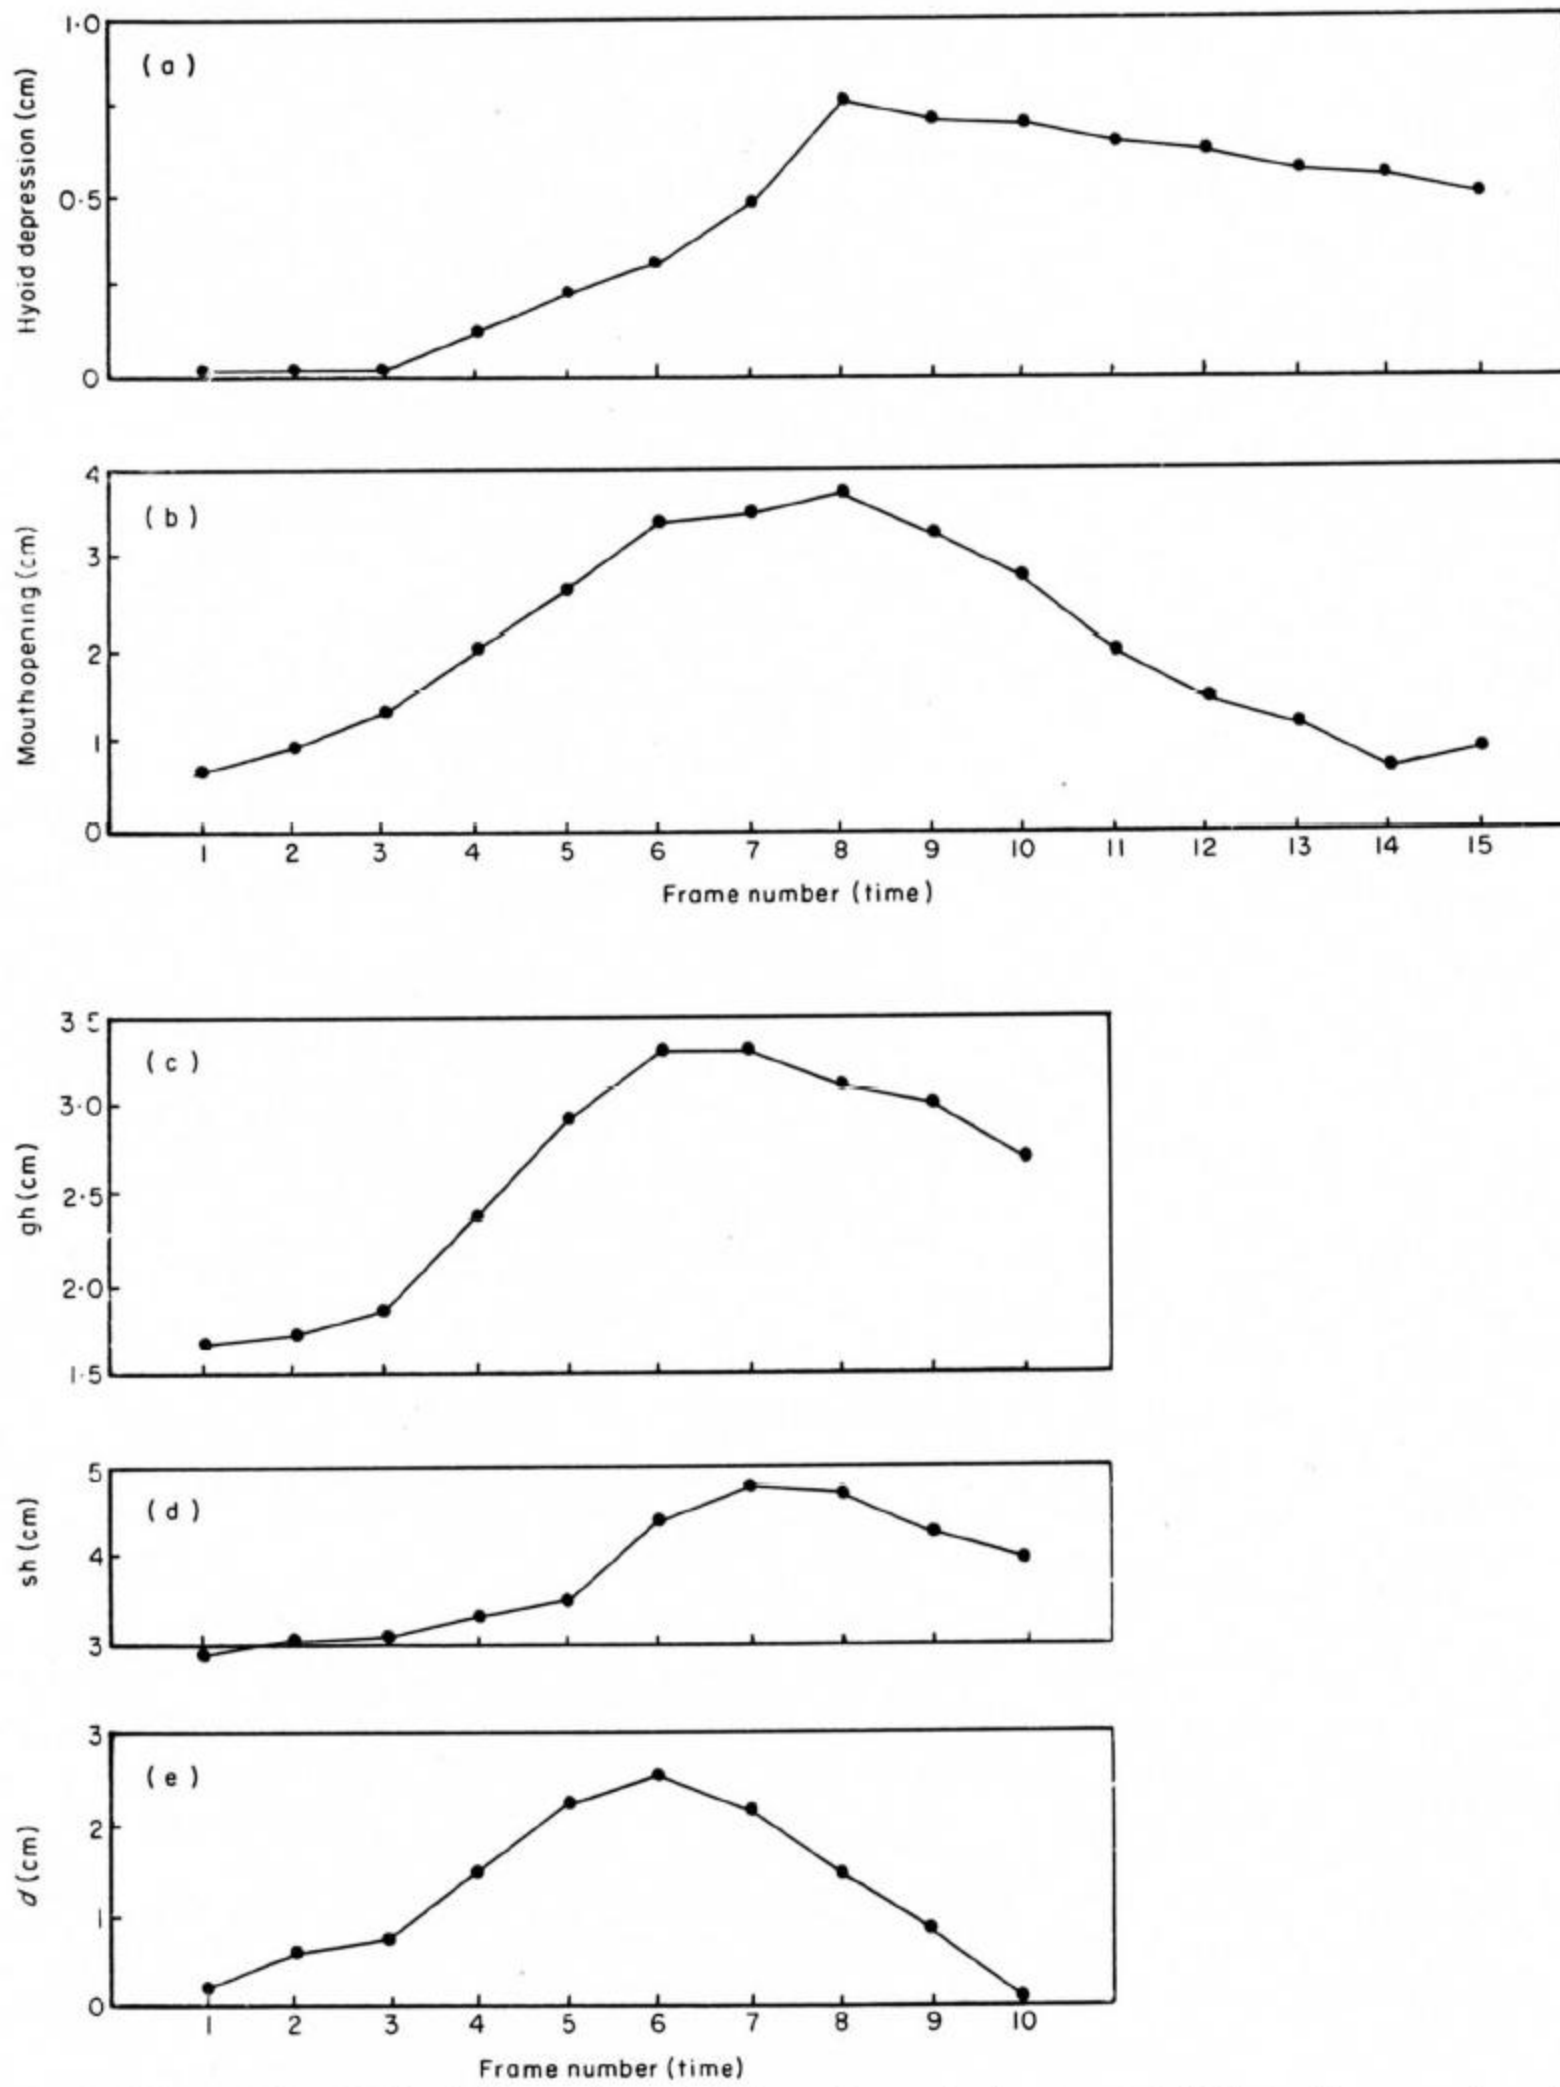 1·0
(a)
Hyoid depression (cm)
0·5
0
4
(b)
Mouthopening (cm)
3
2
1
0
1 2 3 4 5 6 7 8 9 10 11 12 13 14 15
Frame number (time)
3 5
(c)
gh (cm)
3·0
2·5
2·0
1·5
5
(d)
sh (cm)
4
3
3
(e)
d (cm)
2
1
0
1 2 3 4 5 6 7 8 9 10
Frame number (time)